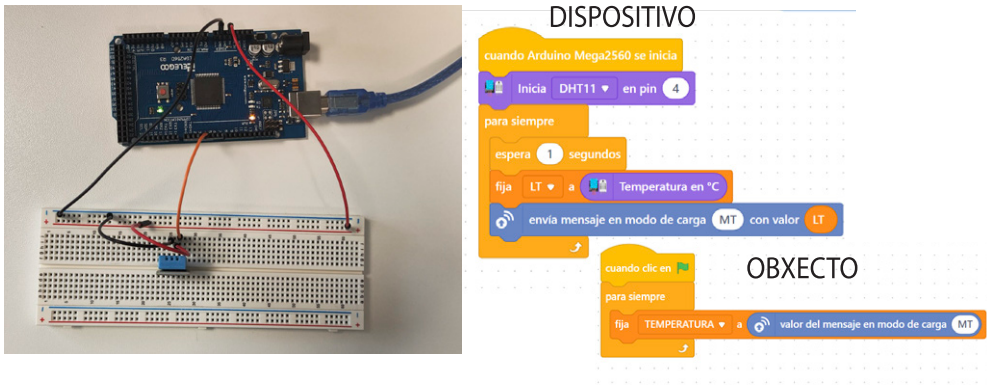 DISPOSITIVO
cuando Arduino Mega2560 se inicia
Inicia DHT11 en pin 4
para siempre
espera 1 segundos
fija LT a Temperatura en °C
envía mensaje en modo de carga MT con valor LT
OBXECTO
cuando clic en
para siempre
fija TEMPERATURA a valor del mensaje en modo de carga MT
ELEGOO